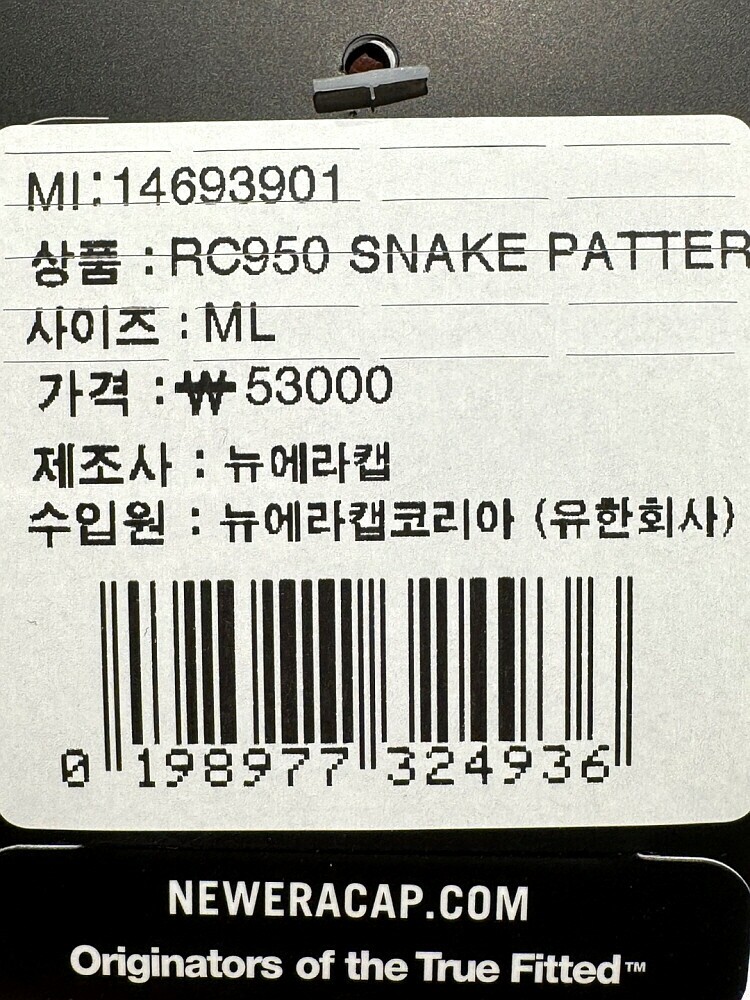 MI:14693901
상품 : RC950 SNAKE PATTER
사이즈 : ML
가격 : ₩ 53000
제조사 : 뉴에라캡
수입원 : 뉴에라캡코리아 (유한회사)
0 198977 324936
NEWERACAP.COM
Originators of the True Fitted™